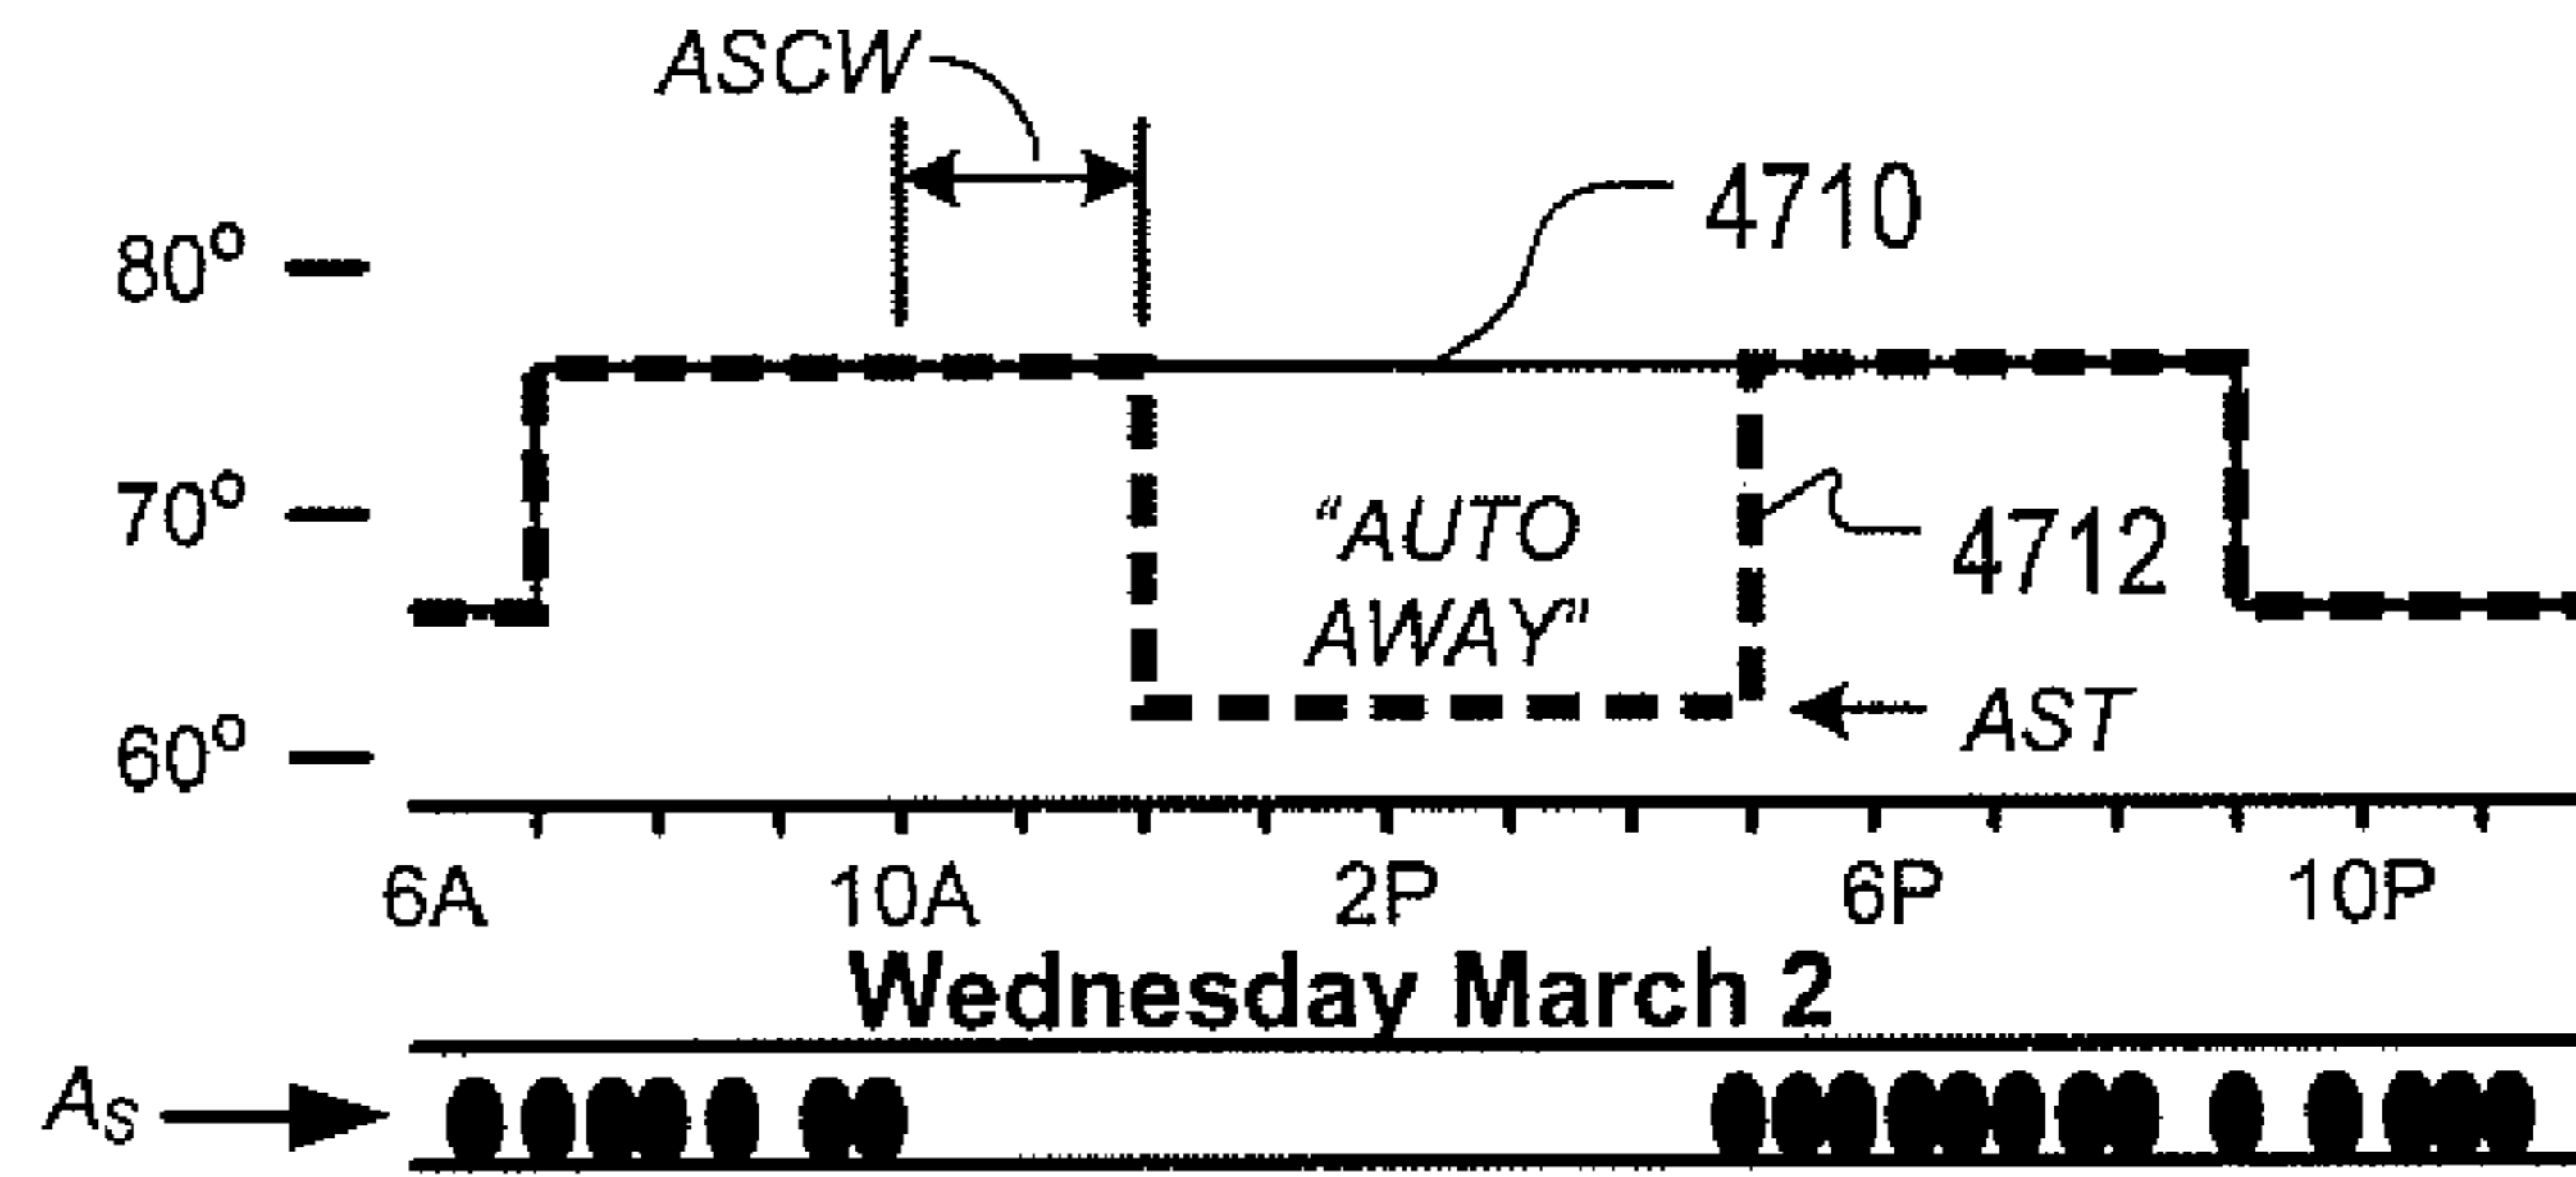 ASCW
4710
80°
70°
4712
"AUTO
AWAY"
AST
60°
6A 10A 2P 6P 10P
Wednesday March 2
AS